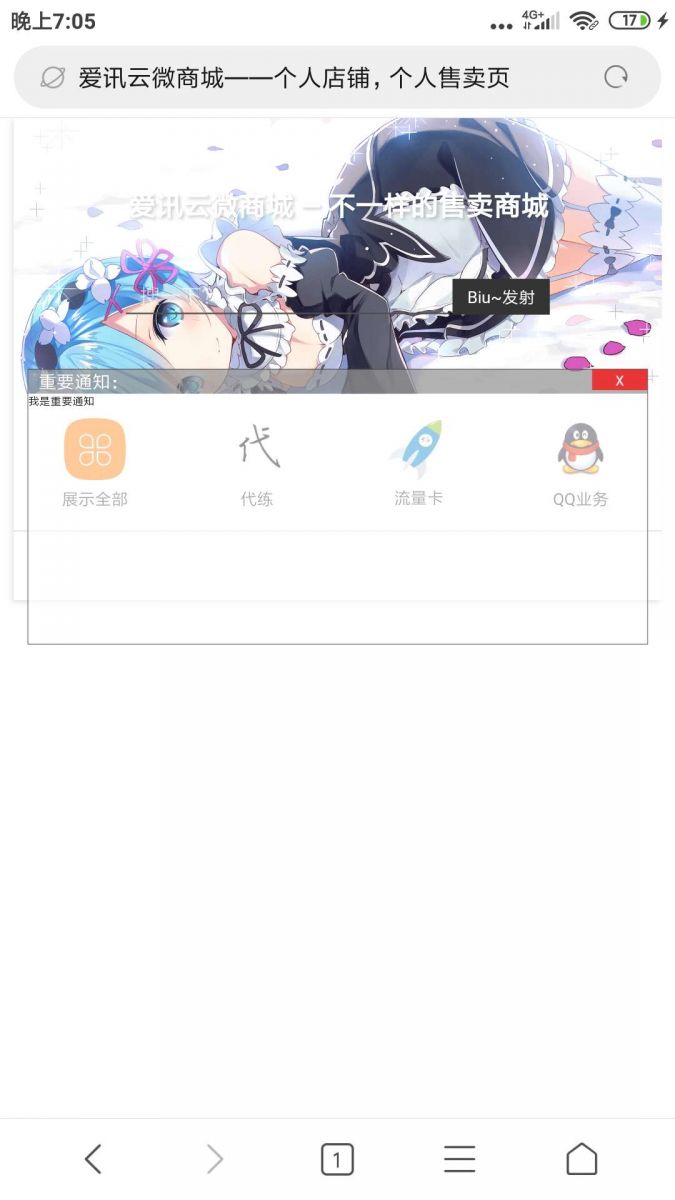 晚上7:05
4G+
17
爱讯云微商城——个人店铺，个人售卖页
爱讯云微商城 — 不一样的售卖商城
Biu~发射
重要通知：
X
我是重要通知
展示全部
代
代练
流量卡
QQ业务
1